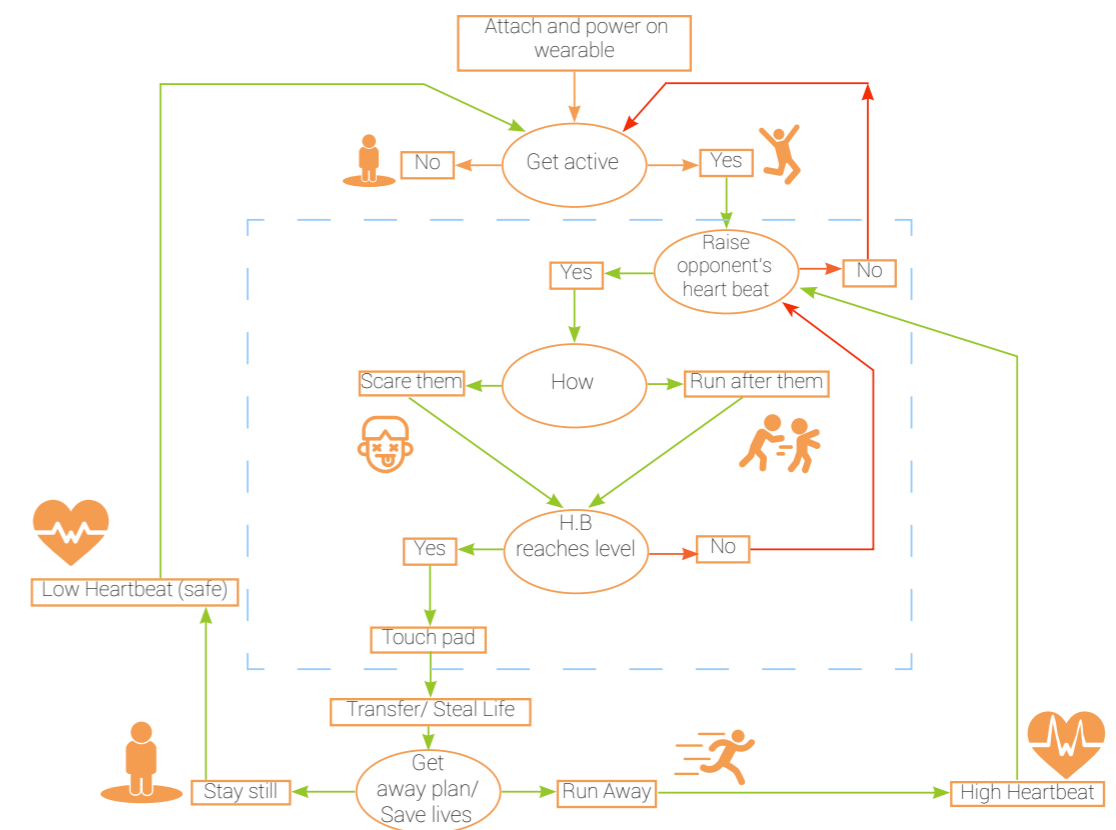 Attach and power on
wearable
No
Get active
Yes
Raise
opponent's
heart beat
Yes
No
Scare them
How
Run after them
H.B
reaches level
Yes
No
Low Heartbeat (safe)
Touch pad
Transfer/ Steal Life
Get
away plan/
Save lives
Stay still
Run Away
High Heartbeat